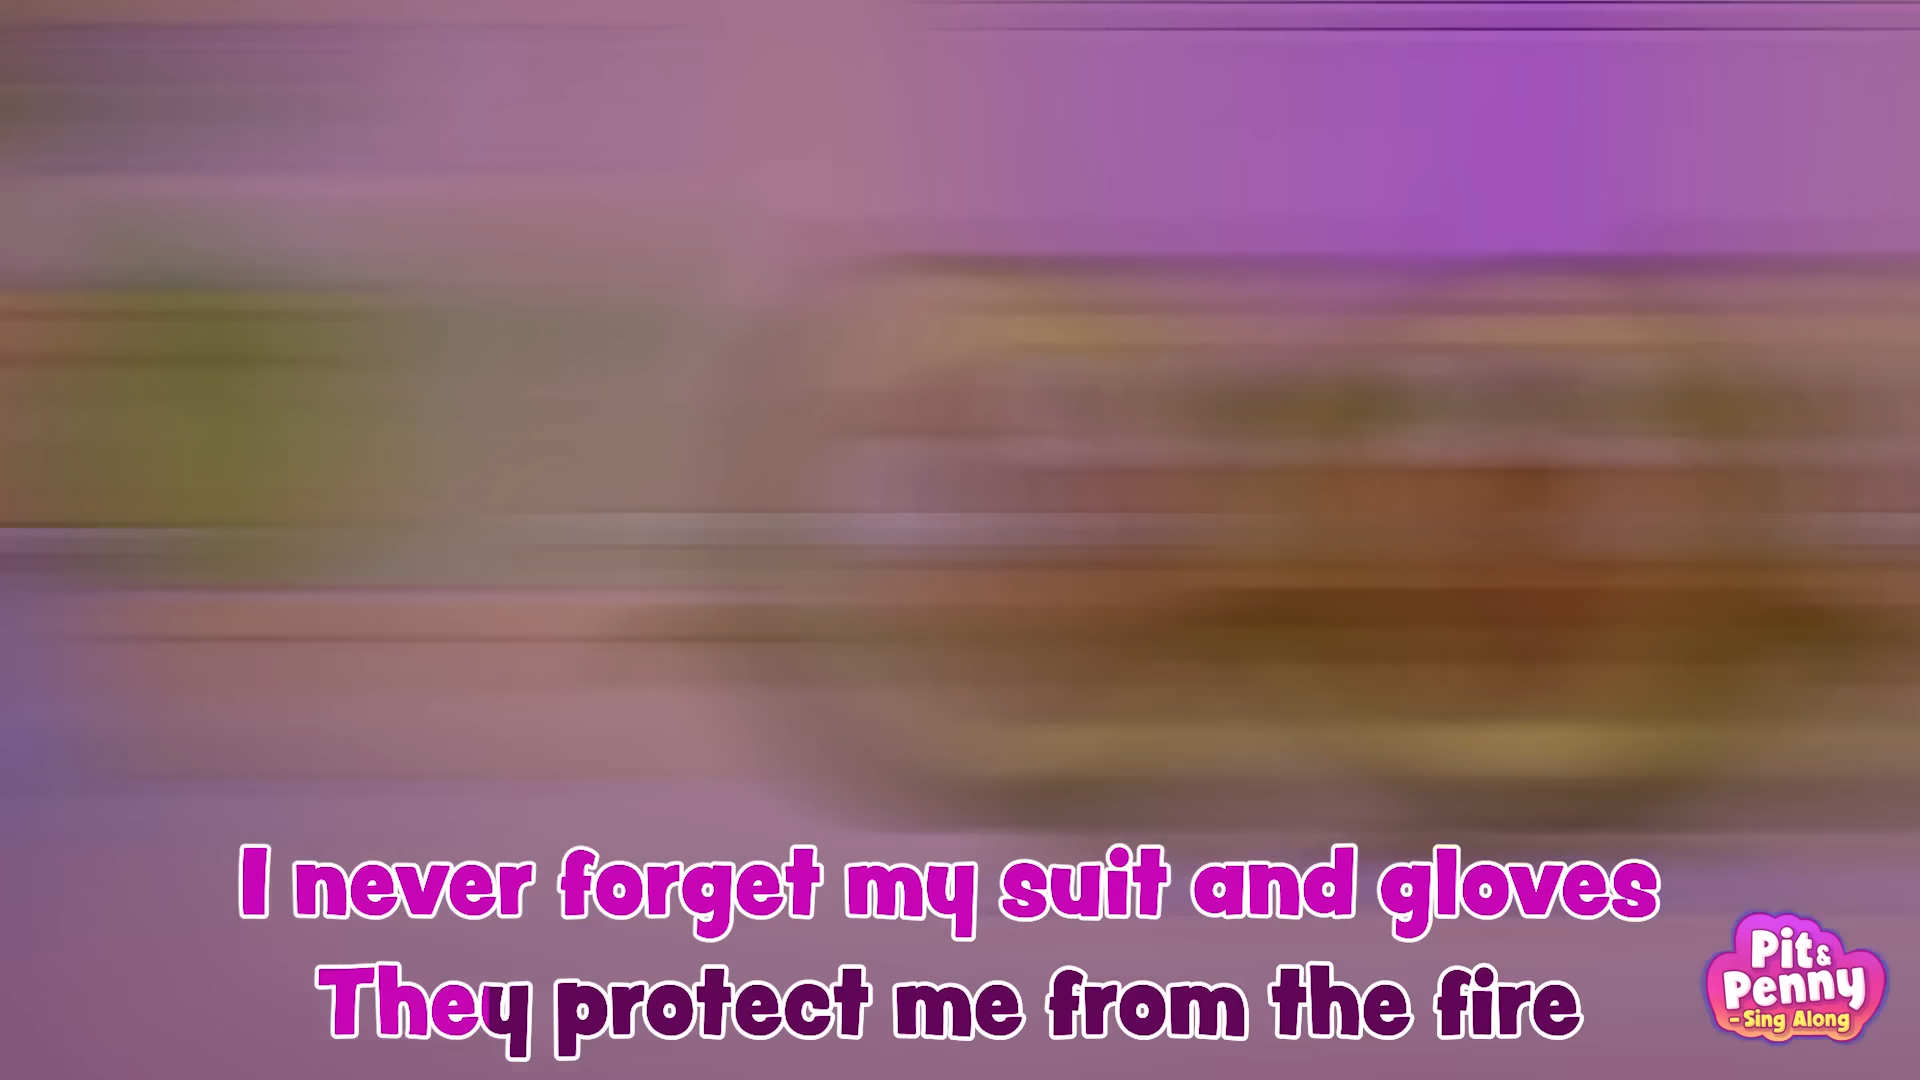 I never forget my suit and gloves
They protect me from the fire
Pit &
Penny
- Sing Along